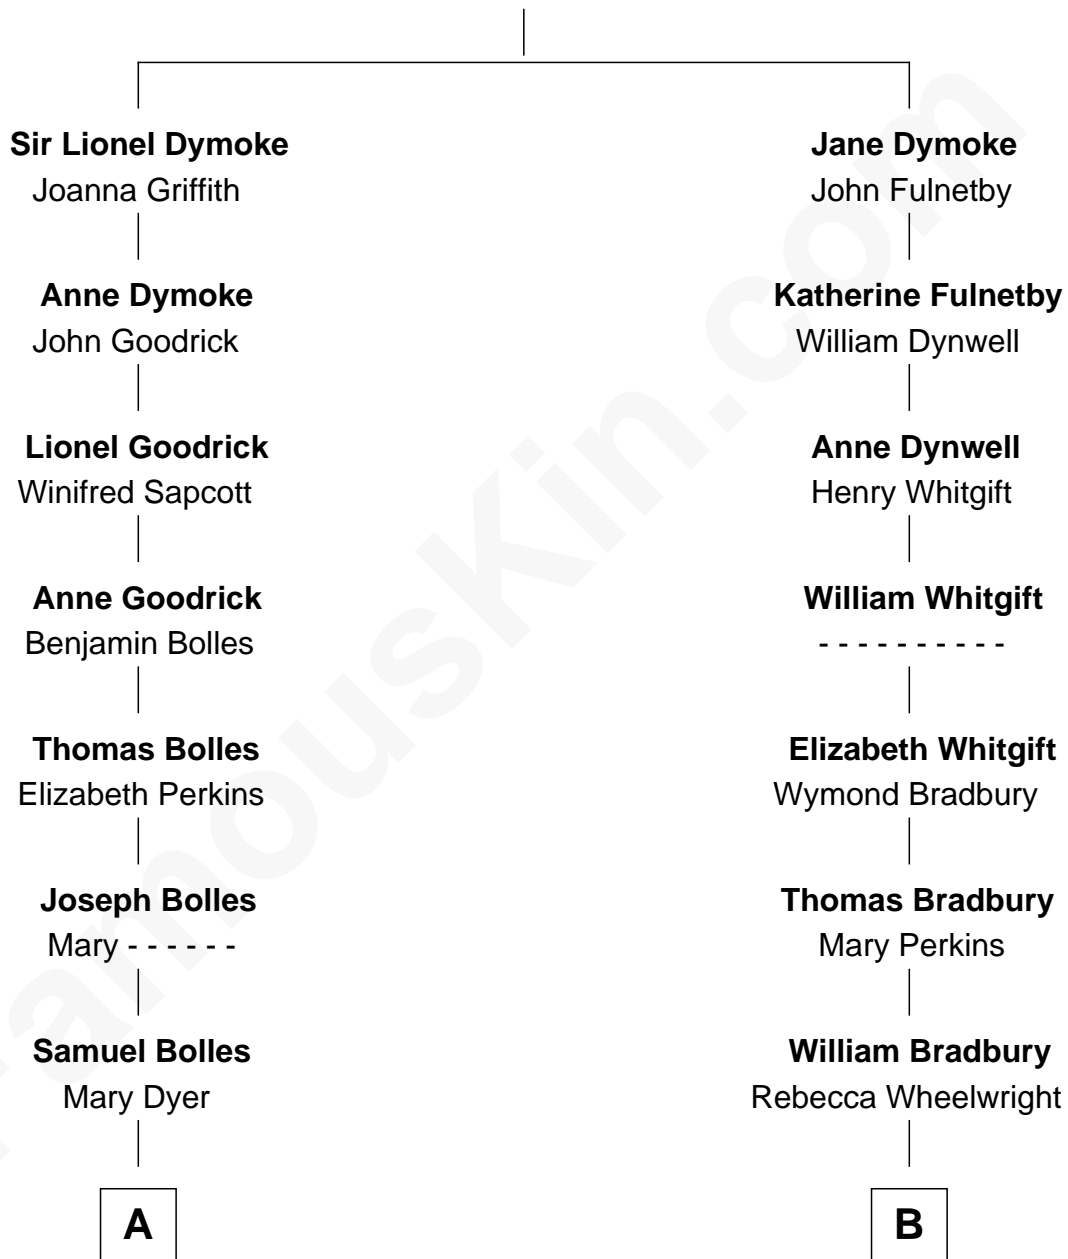 Sir Lionel Dymoke
Joanna Griffith
Anne Dymoke
John Goodrick
Lionel Goodrick
Winifred Sapcott
Anne Goodrick
Benjamin Bolles
Thomas Bolles
Elizabeth Perkins
Joseph Bolles
Mary - - - - - -
Samuel Bolles
Mary Dyer
A
Jane Dymoke
John Fulnetby
Katherine Fulnetby
William Dynwell
Anne Dynwell
Henry Whitgift
William Whitgift
- - - - - - - - - -
Elizabeth Whitgift
Wymond Bradbury
Thomas Bradbury
Mary Perkins
William Bradbury
Rebecca Wheelwright
B
FamousKin.com